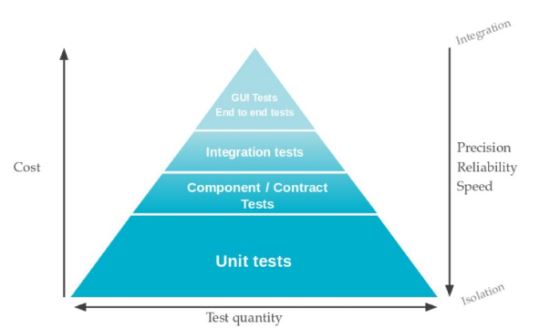 Integration
GUI Tests
End to end tests
Integration tests
Cost
Precision
Reliability
Speed
Component / Contract
Tests
Unit tests
Isolation
Test quantity